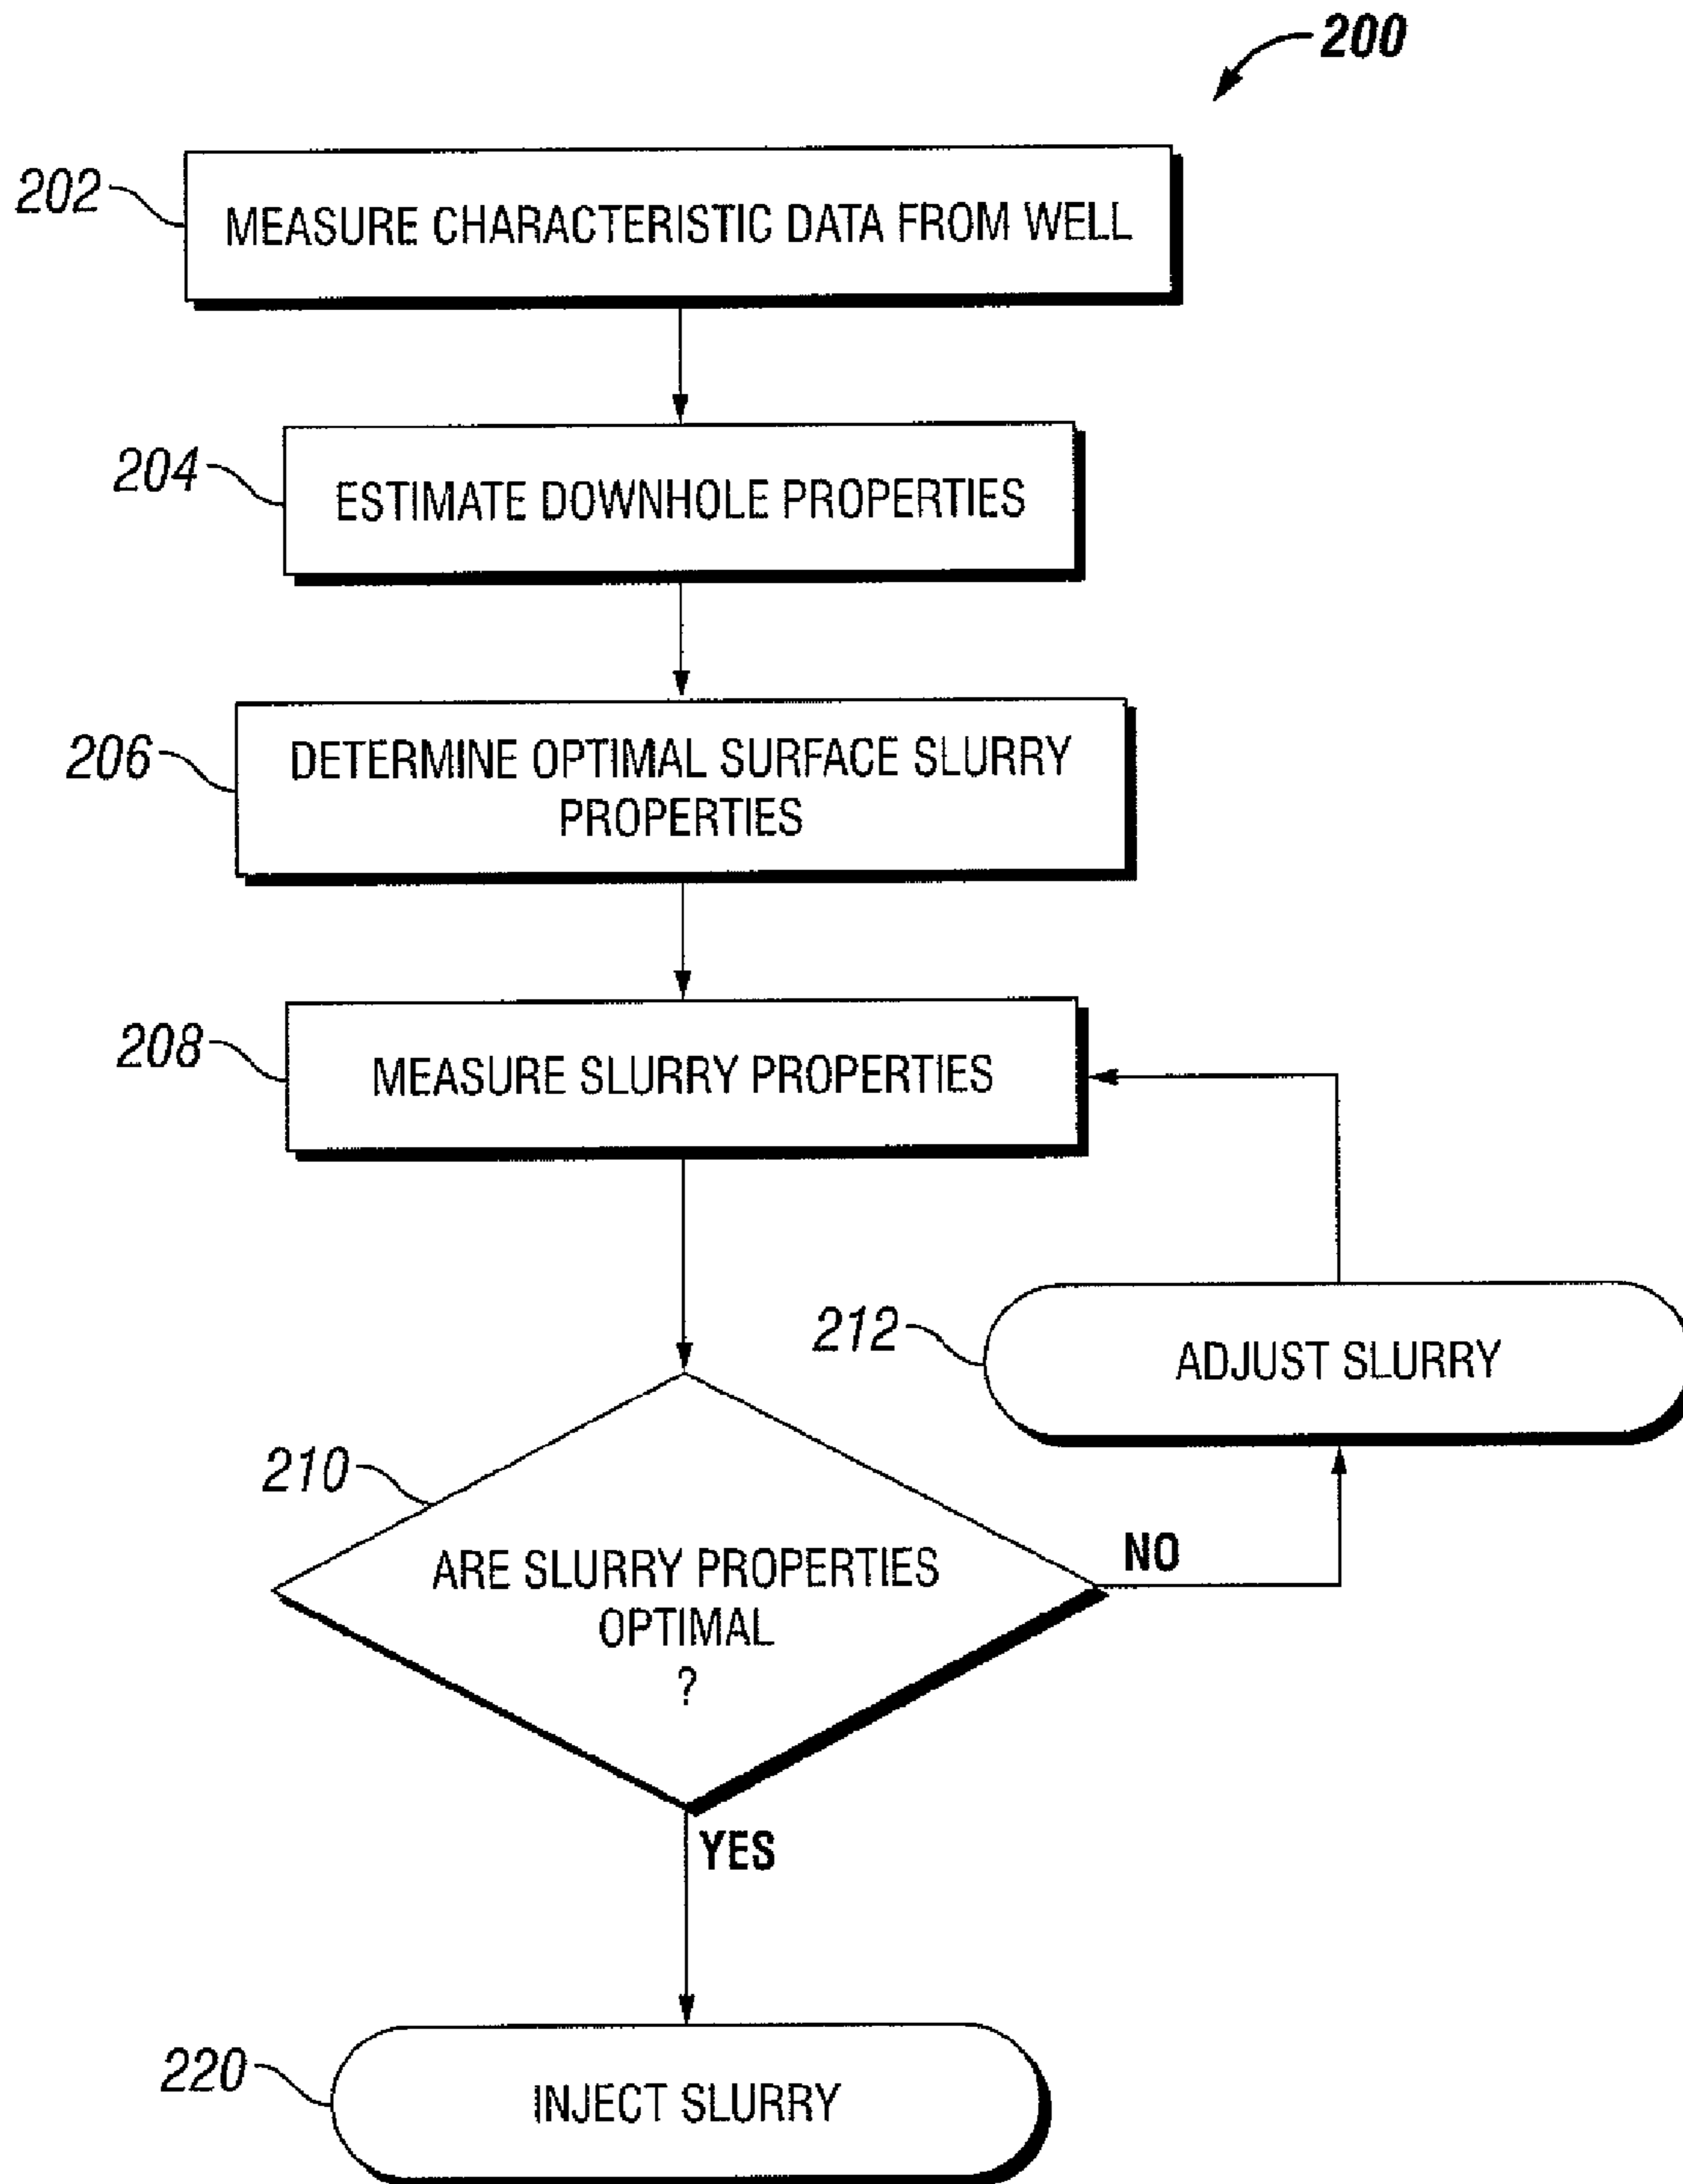 200
202
MEASURE CHARACTERISTIC DATA FROM WELL
204
ESTIMATE DOWNHOLE PROPERTIES
206
DETERMINE OPTIMAL SURFACE SLURRY
PROPERTIES
208
MEASURE SLURRY PROPERTIES
212
ADJUST SLURRY
210
ARE SLURRY PROPERTIES
OPTIMAL
?
NO
YES
220
INJECT SLURRY